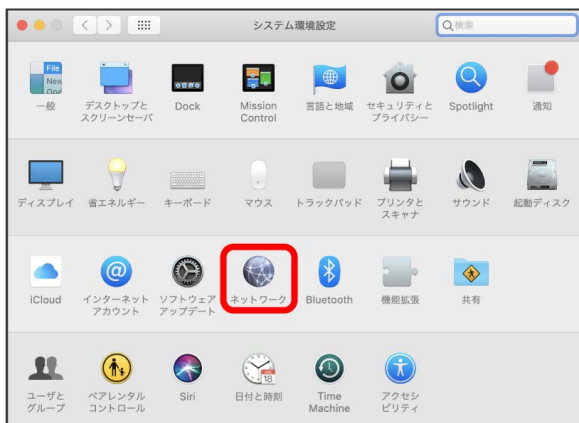 システム環境設定
検索
File
New
一般
デスクトップと
スクリーンセーバ
Dock
Mission
Control
言語と地域
セキュリティと
プライバシー
Spotlight
通知
ディスプレイ
省エネルギー
キーボード
マウス
トラックパッド
プリンタと
スキャナ
サウンド
起動ディスク
iCloud
インターネット
アカウント
ソフトウェア
アップデート
ネットワーク
Bluetooth
機能拡張
共有
ユーザと
グループ
ペアレンタル
コントロール
Siri
18
日付と時刻
Time
Machine
アクセシ
ビリティ